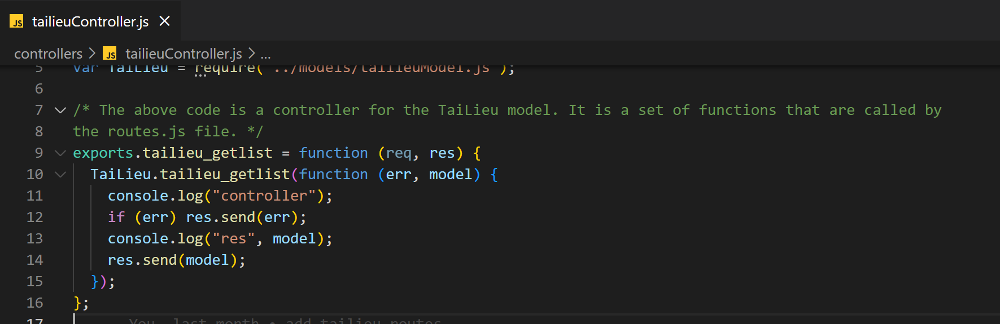 JS tailieuController.js ×
controllers > JS tailieuController.js > ...
5 var TaiLieu = require("../models/tailieuModel.js");
6
7 /* The above code is a controller for the TaiLieu model. It is a set of functions that are called by
8 the routes.js file. */
9 exports.tailieu_getlist = function (req, res) {
10 TaiLieu.tailieu_getlist(function (err, model) {
11 console.log("controller");
12 if (err) res.send(err);
13 console.log("res", model);
14 res.send(model);
15 });
16 };
17 You, last month • add tailieu routes